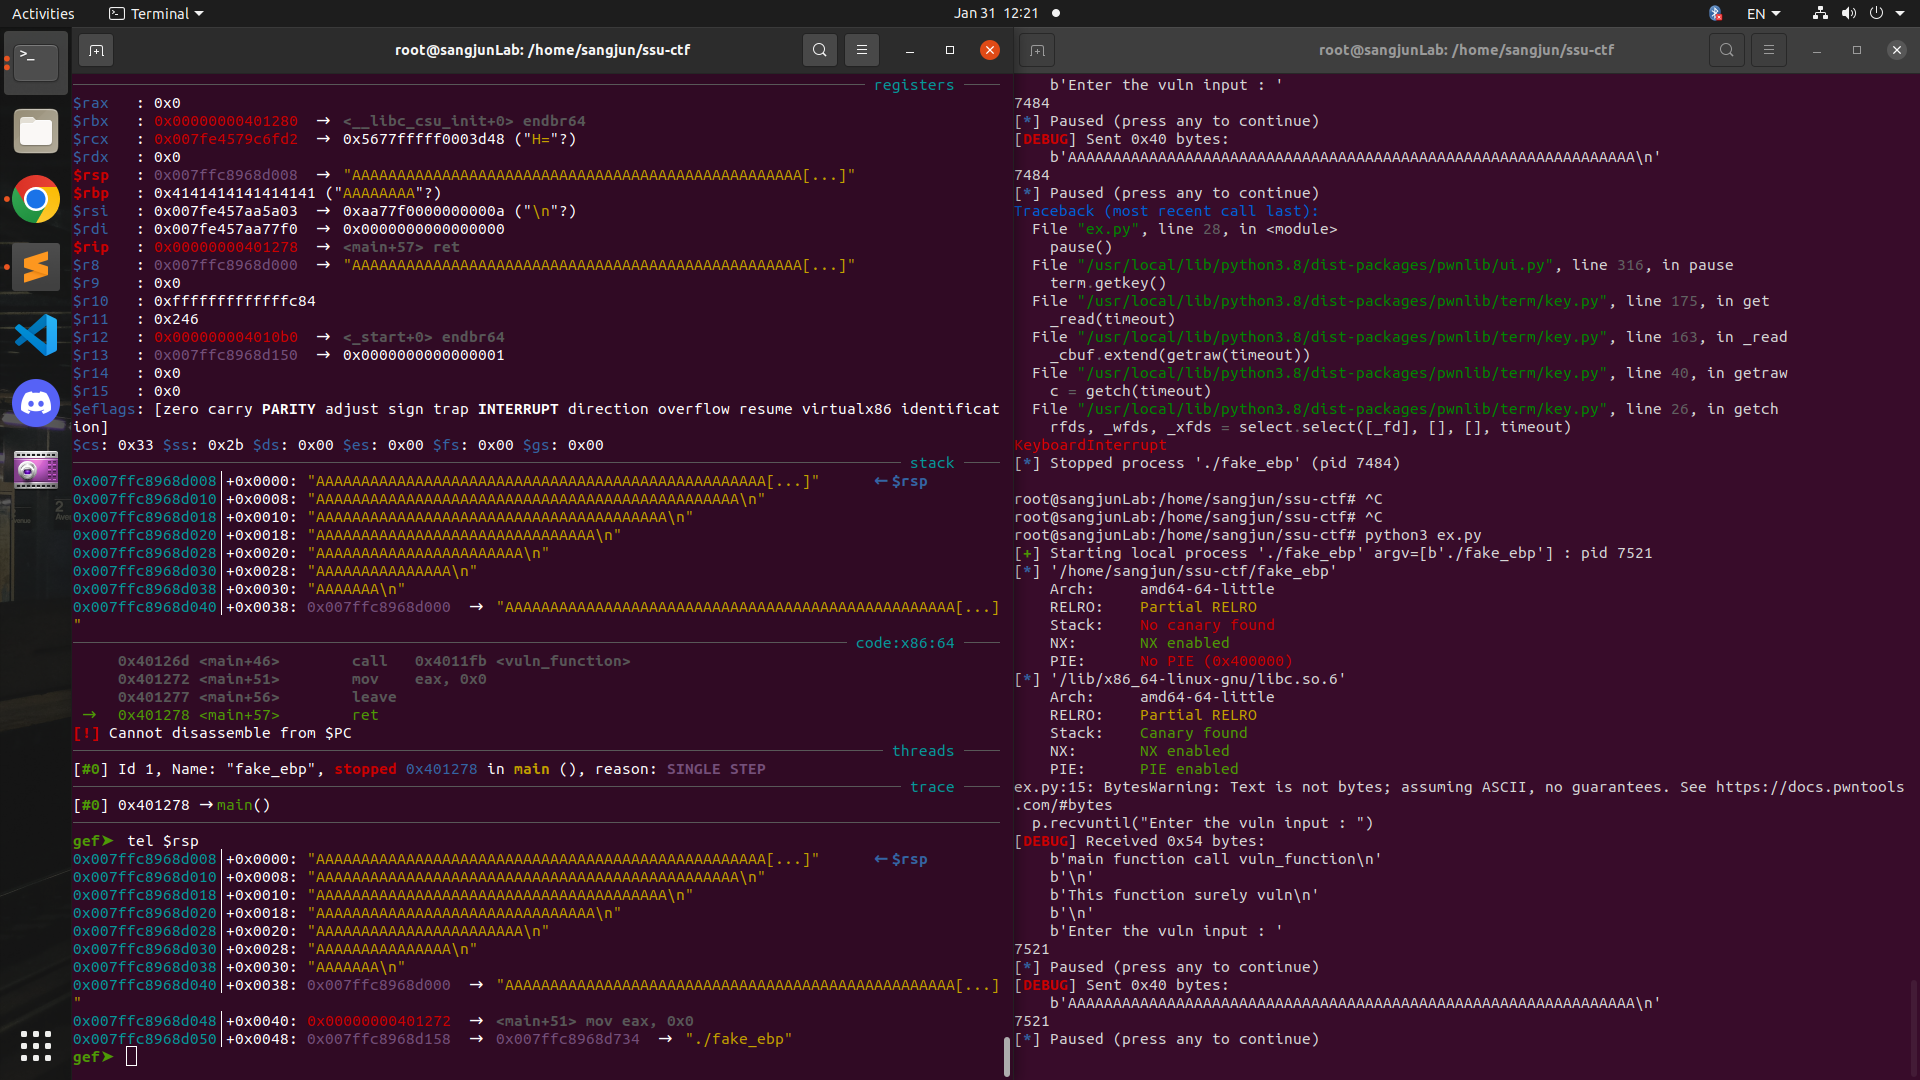 Activities
Terminal
Jan 31 12:21
EN
root@sangjunLab: /home/sangjun/ssu-ctf
registers
$rax   : 0x0
$rbx   : 0x00000000401280  →  <__libc_csu_init+0> endbr64
$rcx   : 0x007fe4579c6fd2  →  0x5677fffff0003d48 ("H="?)
$rdx   : 0x0
$rsp   : 0x007ffc8968d008  →  "AAAAAAAAAAAAAAAAAAAAAAAAAAAAAAAAAAAAAAAAAAAAAAAAAA[...]"
$rbp   : 0x4141414141414141 ("AAAAAAAA"?)
$rsi   : 0x007fe457aa5a03  →  0xaa77f0000000000a ("\n"?)
$rdi   : 0x007fe457aa77f0  →  0x0000000000000000
$rip   : 0x00000000401278  →  <main+57> ret
$r8    : 0x007ffc8968d000  →  "AAAAAAAAAAAAAAAAAAAAAAAAAAAAAAAAAAAAAAAAAAAAAAAAAA[...]"
$r9    : 0x0
$r10   : 0xfffffffffffffc84
$r11   : 0x246
$r12   : 0x000000004010b0  →  <_start+0> endbr64
$r13   : 0x007ffc8968d150  →  0x0000000000000001
$r14   : 0x0
$r15   : 0x0
$eflags: [zero carry PARITY adjust sign trap INTERRUPT direction overflow resume virtualx86 identificat
ion]
$cs: 0x33 $ss: 0x2b $ds: 0x00 $es: 0x00 $fs: 0x00 $gs: 0x00
stack
0x007ffc8968d008│+0x0000: "AAAAAAAAAAAAAAAAAAAAAAAAAAAAAAAAAAAAAAAAAAAAAAAAAA[...]"      ←$rsp
0x007ffc8968d010│+0x0008: "AAAAAAAAAAAAAAAAAAAAAAAAAAAAAAAAAAAAAAAAAAAAAAA\n"
0x007ffc8968d018│+0x0010: "AAAAAAAAAAAAAAAAAAAAAAAAAAAAAAAAAAAAAAA\n"
0x007ffc8968d020│+0x0018: "AAAAAAAAAAAAAAAAAAAAAAAAAAAAAAA\n"
0x007ffc8968d028│+0x0020: "AAAAAAAAAAAAAAAAAAAAAAA\n"
0x007ffc8968d030│+0x0028: "AAAAAAAAAAAAAAA\n"
0x007ffc8968d038│+0x0030: "AAAAAAA\n"
0x007ffc8968d040│+0x0038: 0x007ffc8968d000  →  "AAAAAAAAAAAAAAAAAAAAAAAAAAAAAAAAAAAAAAAAAAAAAAAAAA[...]
"
code:x86:64
0x40126d <main+46>        call   0x4011fb <vuln_function>
0x401272 <main+51>        mov    eax, 0x0
0x401277 <main+56>        leave
→  0x401278 <main+57>        ret
[!] Cannot disassemble from $PC
threads
[#0] Id 1, Name: "fake_ebp", stopped 0x401278 in main (), reason: SINGLE STEP
trace
[#0] 0x401278 →main()
gef➤  tel $rsp
0x007ffc8968d008│+0x0000: "AAAAAAAAAAAAAAAAAAAAAAAAAAAAAAAAAAAAAAAAAAAAAAAAAA[...]"      ←$rsp
0x007ffc8968d010│+0x0008: "AAAAAAAAAAAAAAAAAAAAAAAAAAAAAAAAAAAAAAAAAAAAAAA\n"
0x007ffc8968d018│+0x0010: "AAAAAAAAAAAAAAAAAAAAAAAAAAAAAAAAAAAAAAA\n"
0x007ffc8968d020│+0x0018: "AAAAAAAAAAAAAAAAAAAAAAAAAAAAAAA\n"
0x007ffc8968d028│+0x0020: "AAAAAAAAAAAAAAAAAAAAAAA\n"
0x007ffc8968d030│+0x0028: "AAAAAAAAAAAAAAA\n"
0x007ffc8968d038│+0x0030: "AAAAAAA\n"
0x007ffc8968d040│+0x0038: 0x007ffc8968d000  →  "AAAAAAAAAAAAAAAAAAAAAAAAAAAAAAAAAAAAAAAAAAAAAAAAAA[...]
"
0x007ffc8968d048│+0x0040: 0x00000000401272  →  <main+51> mov eax, 0x0
0x007ffc8968d050│+0x0048: 0x007ffc8968d158  →  0x007ffc8968d734  →  "./fake_ebp"
gef➤
root@sangjunLab: /home/sangjun/ssu-ctf
b'Enter the vuln input : '
7484
[*] Paused (press any to continue)
[DEBUG] Sent 0x40 bytes:
b'AAAAAAAAAAAAAAAAAAAAAAAAAAAAAAAAAAAAAAAAAAAAAAAAAAAAAAAAAAAAAAA\n'
7484
[*] Paused (press any to continue)
Traceback (most recent call last):
File "ex.py", line 28, in <module>
pause()
File "/usr/local/lib/python3.8/dist-packages/pwnlib/ui.py", line 316, in pause
term.getkey()
File "/usr/local/lib/python3.8/dist-packages/pwnlib/term/key.py", line 175, in get
_read(timeout)
File "/usr/local/lib/python3.8/dist-packages/pwnlib/term/key.py", line 163, in _read
_cbuf.extend(getraw(timeout))
File "/usr/local/lib/python3.8/dist-packages/pwnlib/term/key.py", line 40, in getraw
c = getch(timeout)
File "/usr/local/lib/python3.8/dist-packages/pwnlib/term/key.py", line 26, in getch
rfds, _wfds, _xfds = select.select([_fd], [], [], timeout)
KeyboardInterrupt
[*] Stopped process './fake_ebp' (pid 7484)
root@sangjunLab:/home/sangjun/ssu-ctf# ^C
root@sangjunLab:/home/sangjun/ssu-ctf# ^C
root@sangjunLab:/home/sangjun/ssu-ctf# python3 ex.py
[+] Starting local process './fake_ebp' argv=[b'./fake_ebp'] : pid 7521
[*] '/home/sangjun/ssu-ctf/fake_ebp'
Arch:     amd64-64-little
RELRO:    Partial RELRO
Stack:    No canary found
NX:       NX enabled
PIE:      No PIE (0x400000)
[*] '/lib/x86_64-linux-gnu/libc.so.6'
Arch:     amd64-64-little
RELRO:    Partial RELRO
Stack:    Canary found
NX:       NX enabled
PIE:      PIE enabled
ex.py:15: BytesWarning: Text is not bytes; assuming ASCII, no guarantees. See https://docs.pwntools
.com/#bytes
p.recvuntil("Enter the vuln input : ")
[DEBUG] Received 0x54 bytes:
b'main function call vuln_function\n'
b'\n'
b'This function surely vuln\n'
b'\n'
b'Enter the vuln input : '
7521
[*] Paused (press any to continue)
[DEBUG] Sent 0x40 bytes:
b'AAAAAAAAAAAAAAAAAAAAAAAAAAAAAAAAAAAAAAAAAAAAAAAAAAAAAAAAAAAAAAA\n'
7521
[*] Paused (press any to continue)